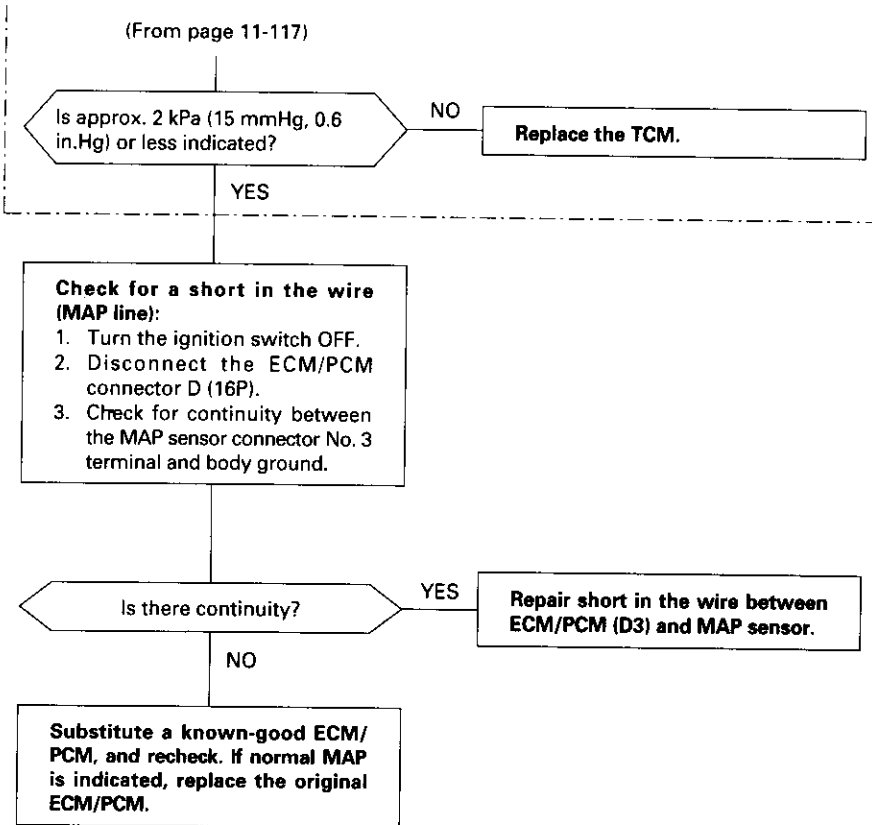 (From page 11-117)
Is approx. 2 kPa (15 mmHg, 0.6
in.Hg) or less indicated?
NO
Replace the TCM.
YES
Check for a short in the wire
(MAP line):
1. Turn the ignition switch OFF.
2. Disconnect the ECM/PCM
connector D (16P).
3. Check for continuity between
the MAP sensor connector No. 3
terminal and body ground.
Is there continuity?
YES
Repair short in the wire between
ECM/PCM (D3) and MAP sensor.
NO
Substitute a known-good ECM/
PCM, and recheck. If normal MAP
is indicated, replace the original
ECM/PCM.